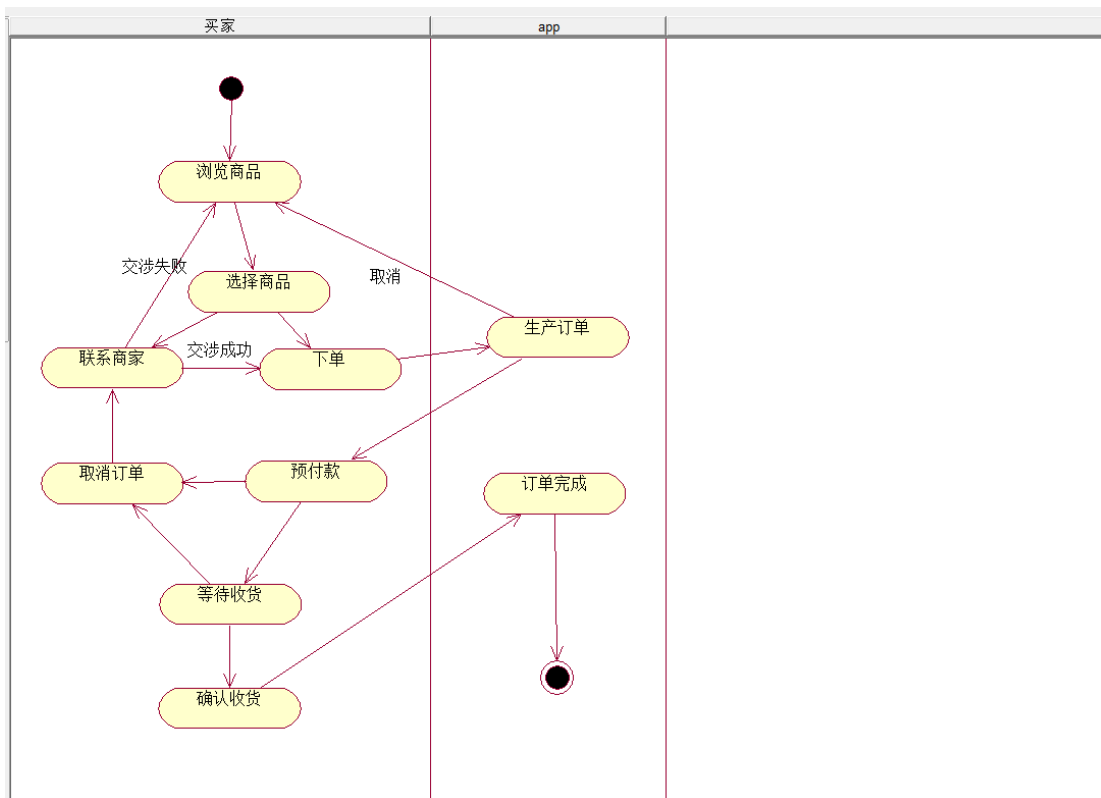 买家
app
浏览商品
交涉失败
选择商品
取消
生产订单
联系商家
交涉成功
下单
取消订单
预付款
订单完成
等待收货
确认收货